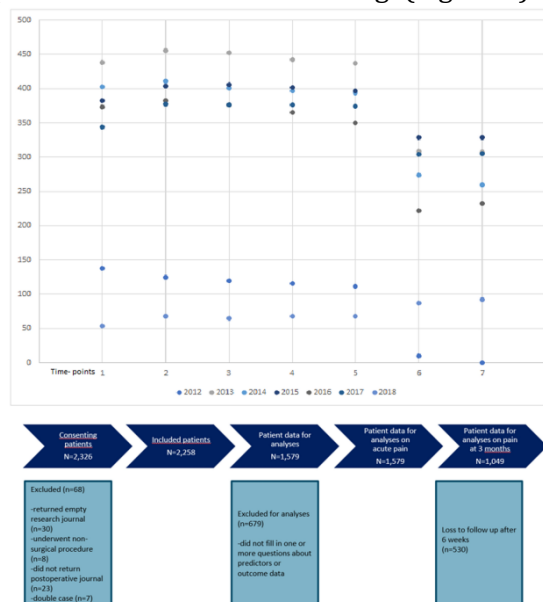 500
450
400
350
300
250
200
150
100
50
0
Time- points 1 2 3 4 5 6 7
2012 2013 2014 2015 2016 2017 2018
Consenting
patients
N=2,326
Included patients
N=2,258
Patient data for
analyses
N=1,579
Patient data for
analyses on
acute pain
N=1,579
Patient data for
analyses on pain
at 3 months
N=1,049
Excluded (n=68)
-returned empty
research journal
(n=30)
-underwent non-
surgical procedure
(n=8)
-did not return
postoperative journal
(n=23)
-double case (n=7)
Excluded for analyses
(n=679)
-did not fill in one or
more questions about
predictors or
outcome data
Loss to follow up after
6 weeks
(n=530)